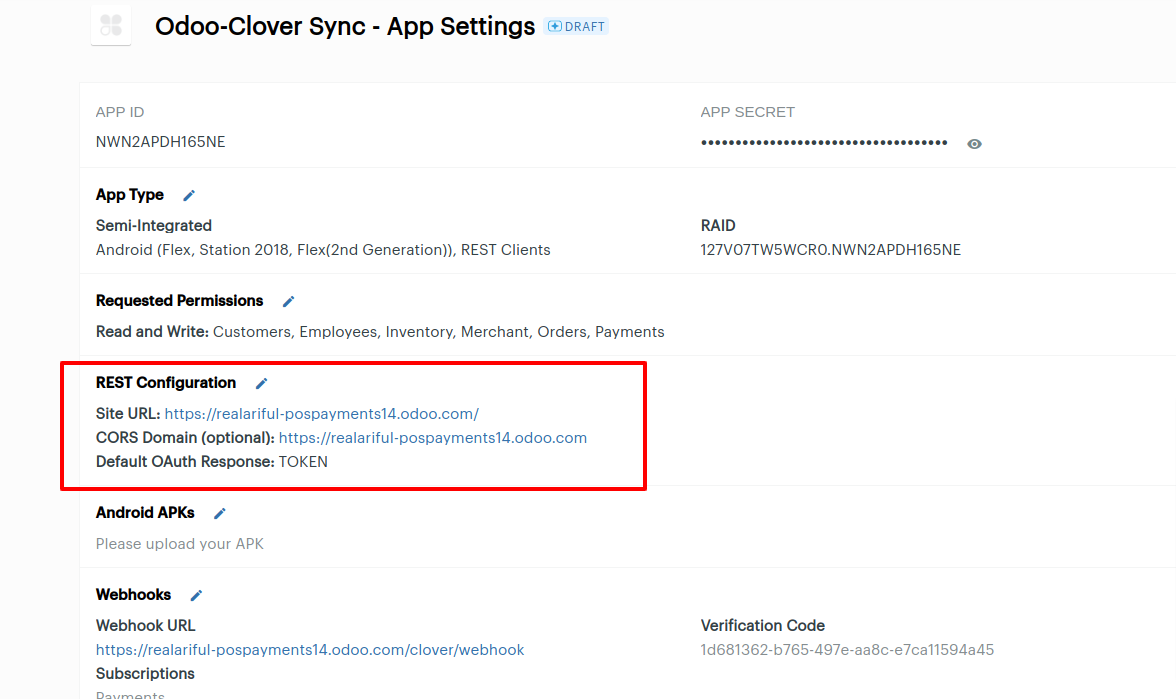 Odoo-Clover Sync - App Settings DRAFT
APP ID
NWN2APDH165NE
APP SECRET
••••••••••••••••••••••••••••••••••••
App Type
Semi-Integrated
Android (Flex, Station 2018, Flex(2nd Generation)), REST Clients
RAID
127V07TW5WCR0.NWN2APDH165NE
Requested Permissions
Read and Write: Customers, Employees, Inventory, Merchant, Orders, Payments
REST Configuration
Site URL: https://realariful-pospayments14.odoo.com/
CORS Domain (optional): https://realariful-pospayments14.odoo.com
Default OAuth Response: TOKEN
Android APKs
Please upload your APK
Webhooks
Webhook URL
https://realariful-pospayments14.odoo.com/clover/webhook
Verification Code
1d681362-b765-497e-aa8c-e7ca11594a45
Subscriptions
Payments